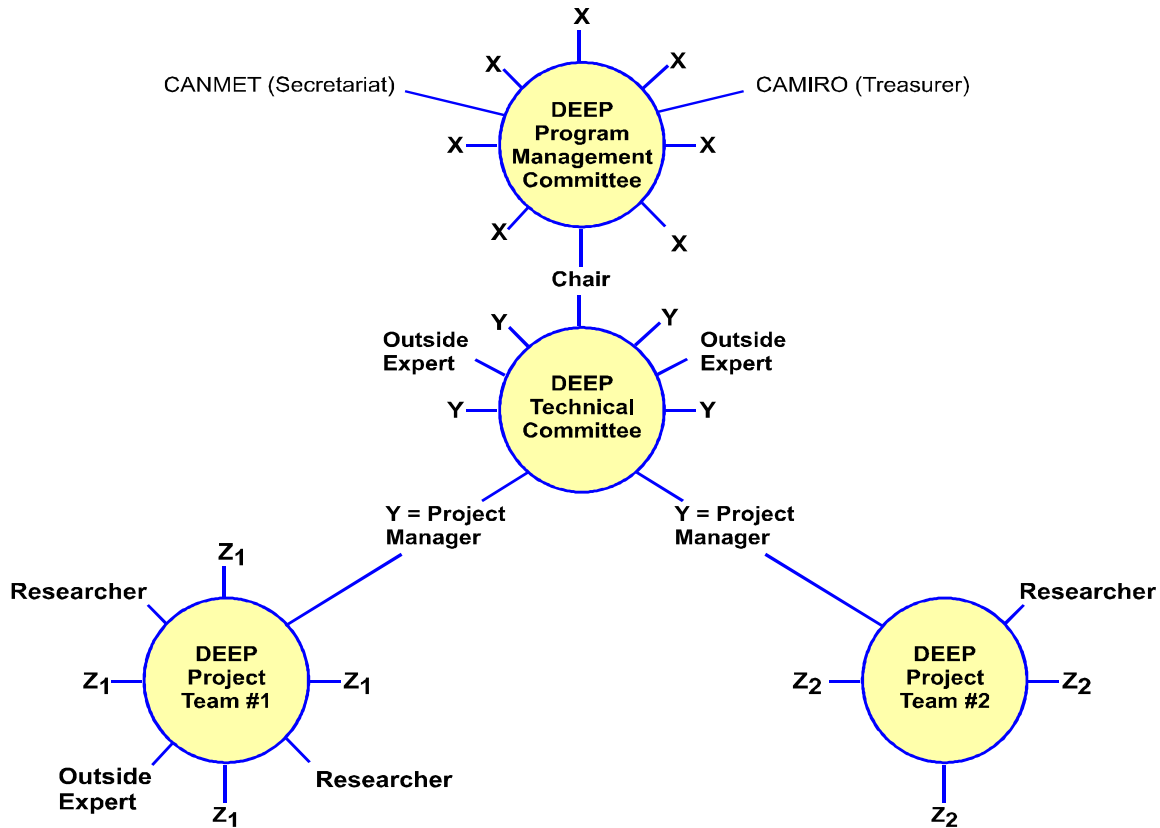 X
X
X
CANMET (Secretariat)
CAMIRO (Treasurer)
DEEP
Program
Management
Committee
X
X
X
X
Chair
Y
Y
Outside
Expert
Outside
Expert
DEEP
Technical
Committee
Y
Y
Y = Project
Manager
Y = Project
Manager
Z1
Researcher
Researcher
DEEP
Project
Team #1
Z1
Z1
DEEP
Project
Team #2
Z2
Z2
Outside
Expert
Researcher
Z1
Z2